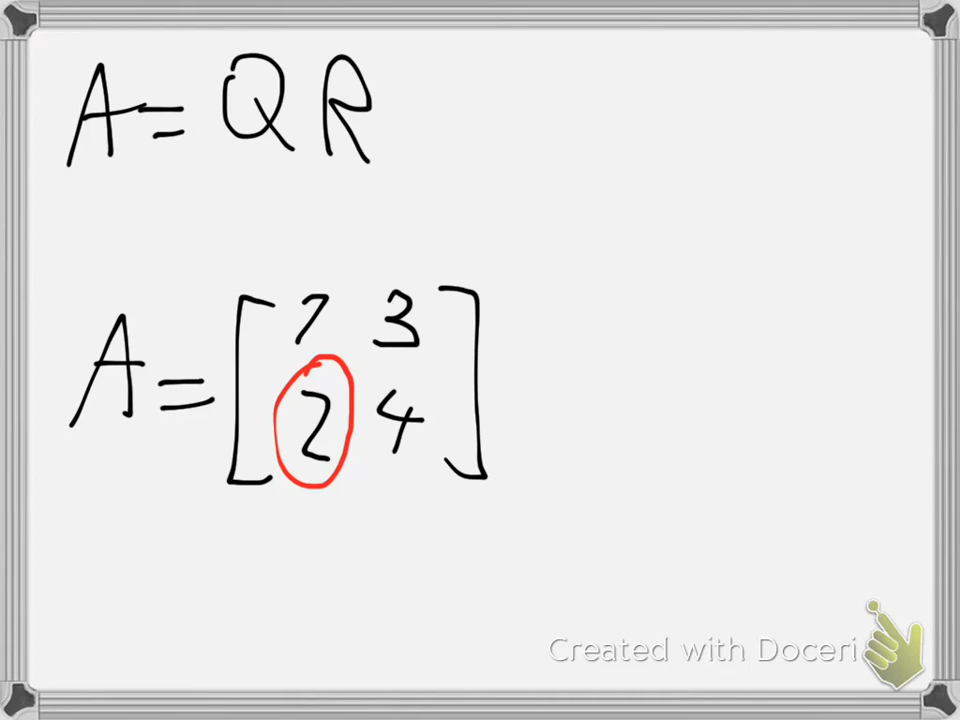 A = QR
A = [1 3
2 4]
Created with Doceri